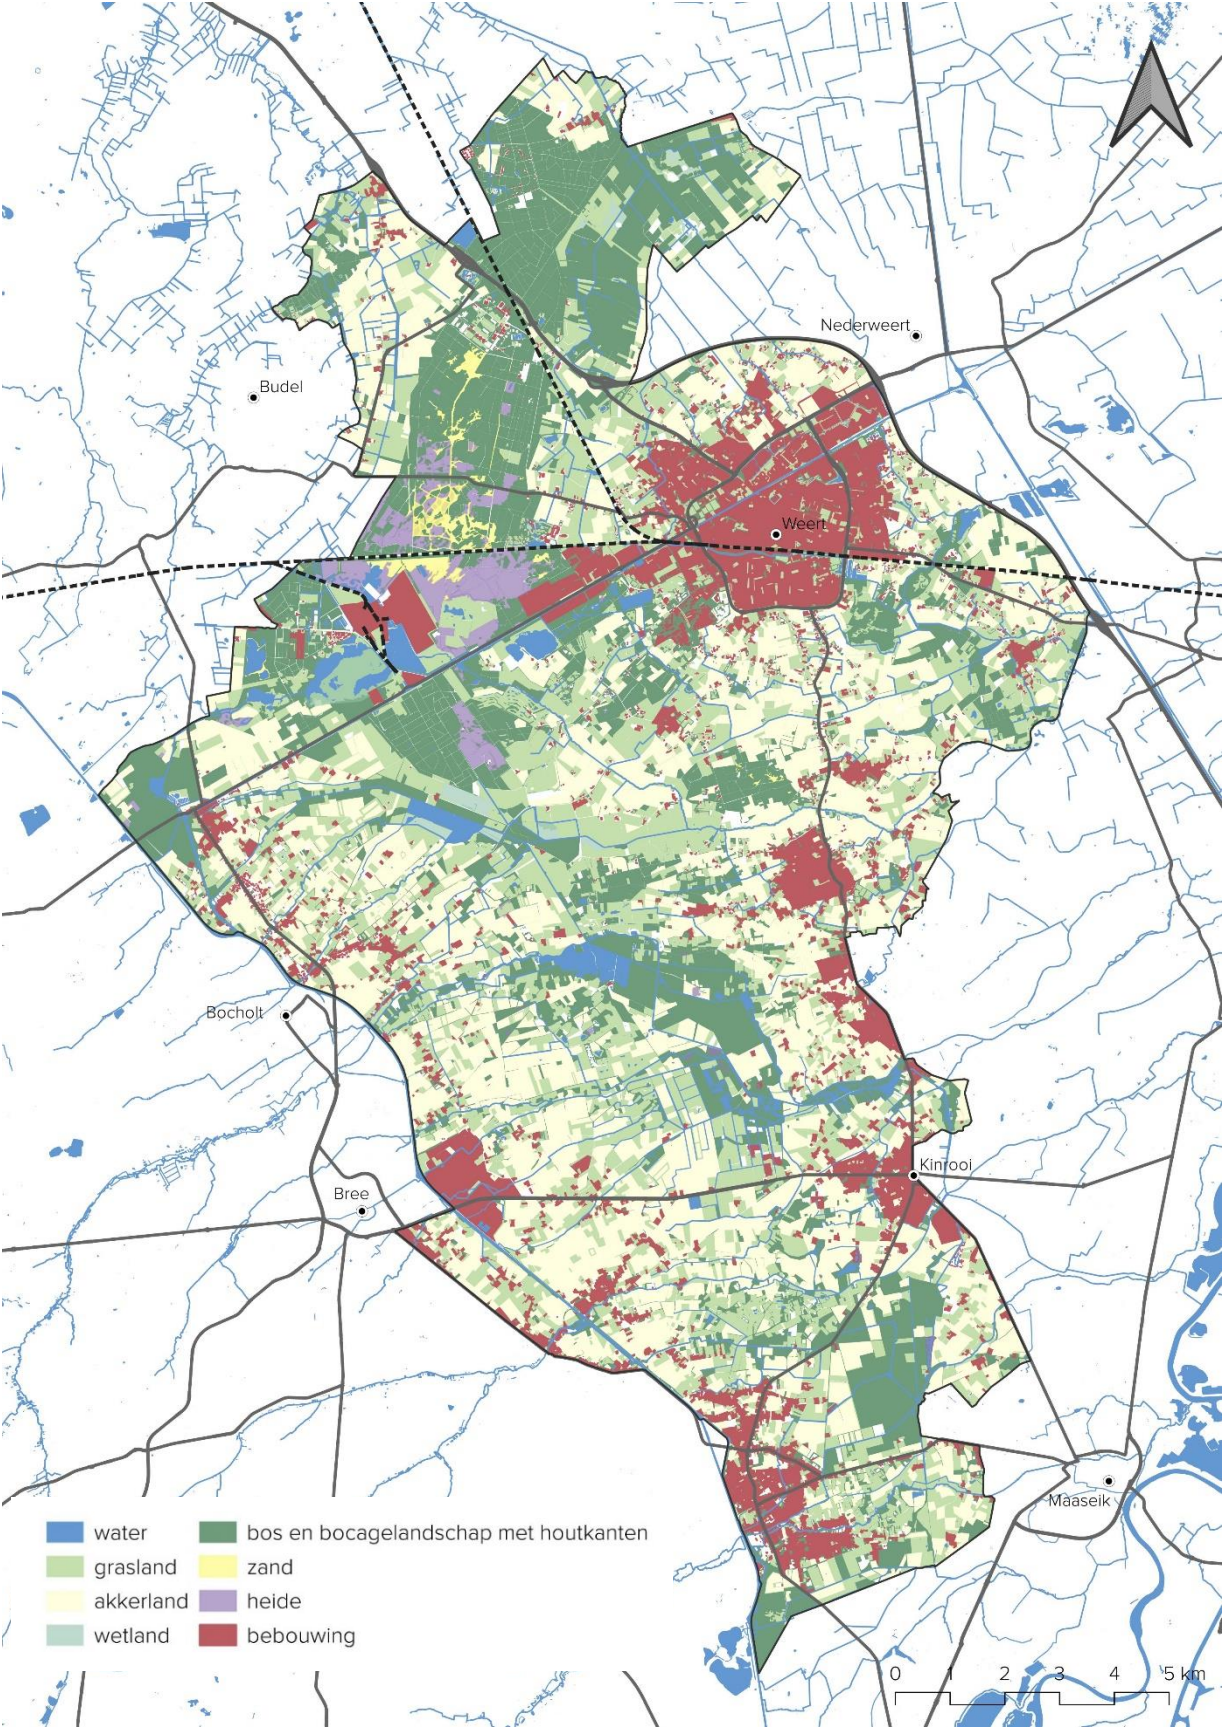 Nederweert
Budel
Weert
Bocholt
Kinrooi
Bree
Maaseik
water
bos en bocagelandschap met houtkanten
grasland
zand
akkerland
heide
wetland
bebouwing
0 1 2 3 4 5 km